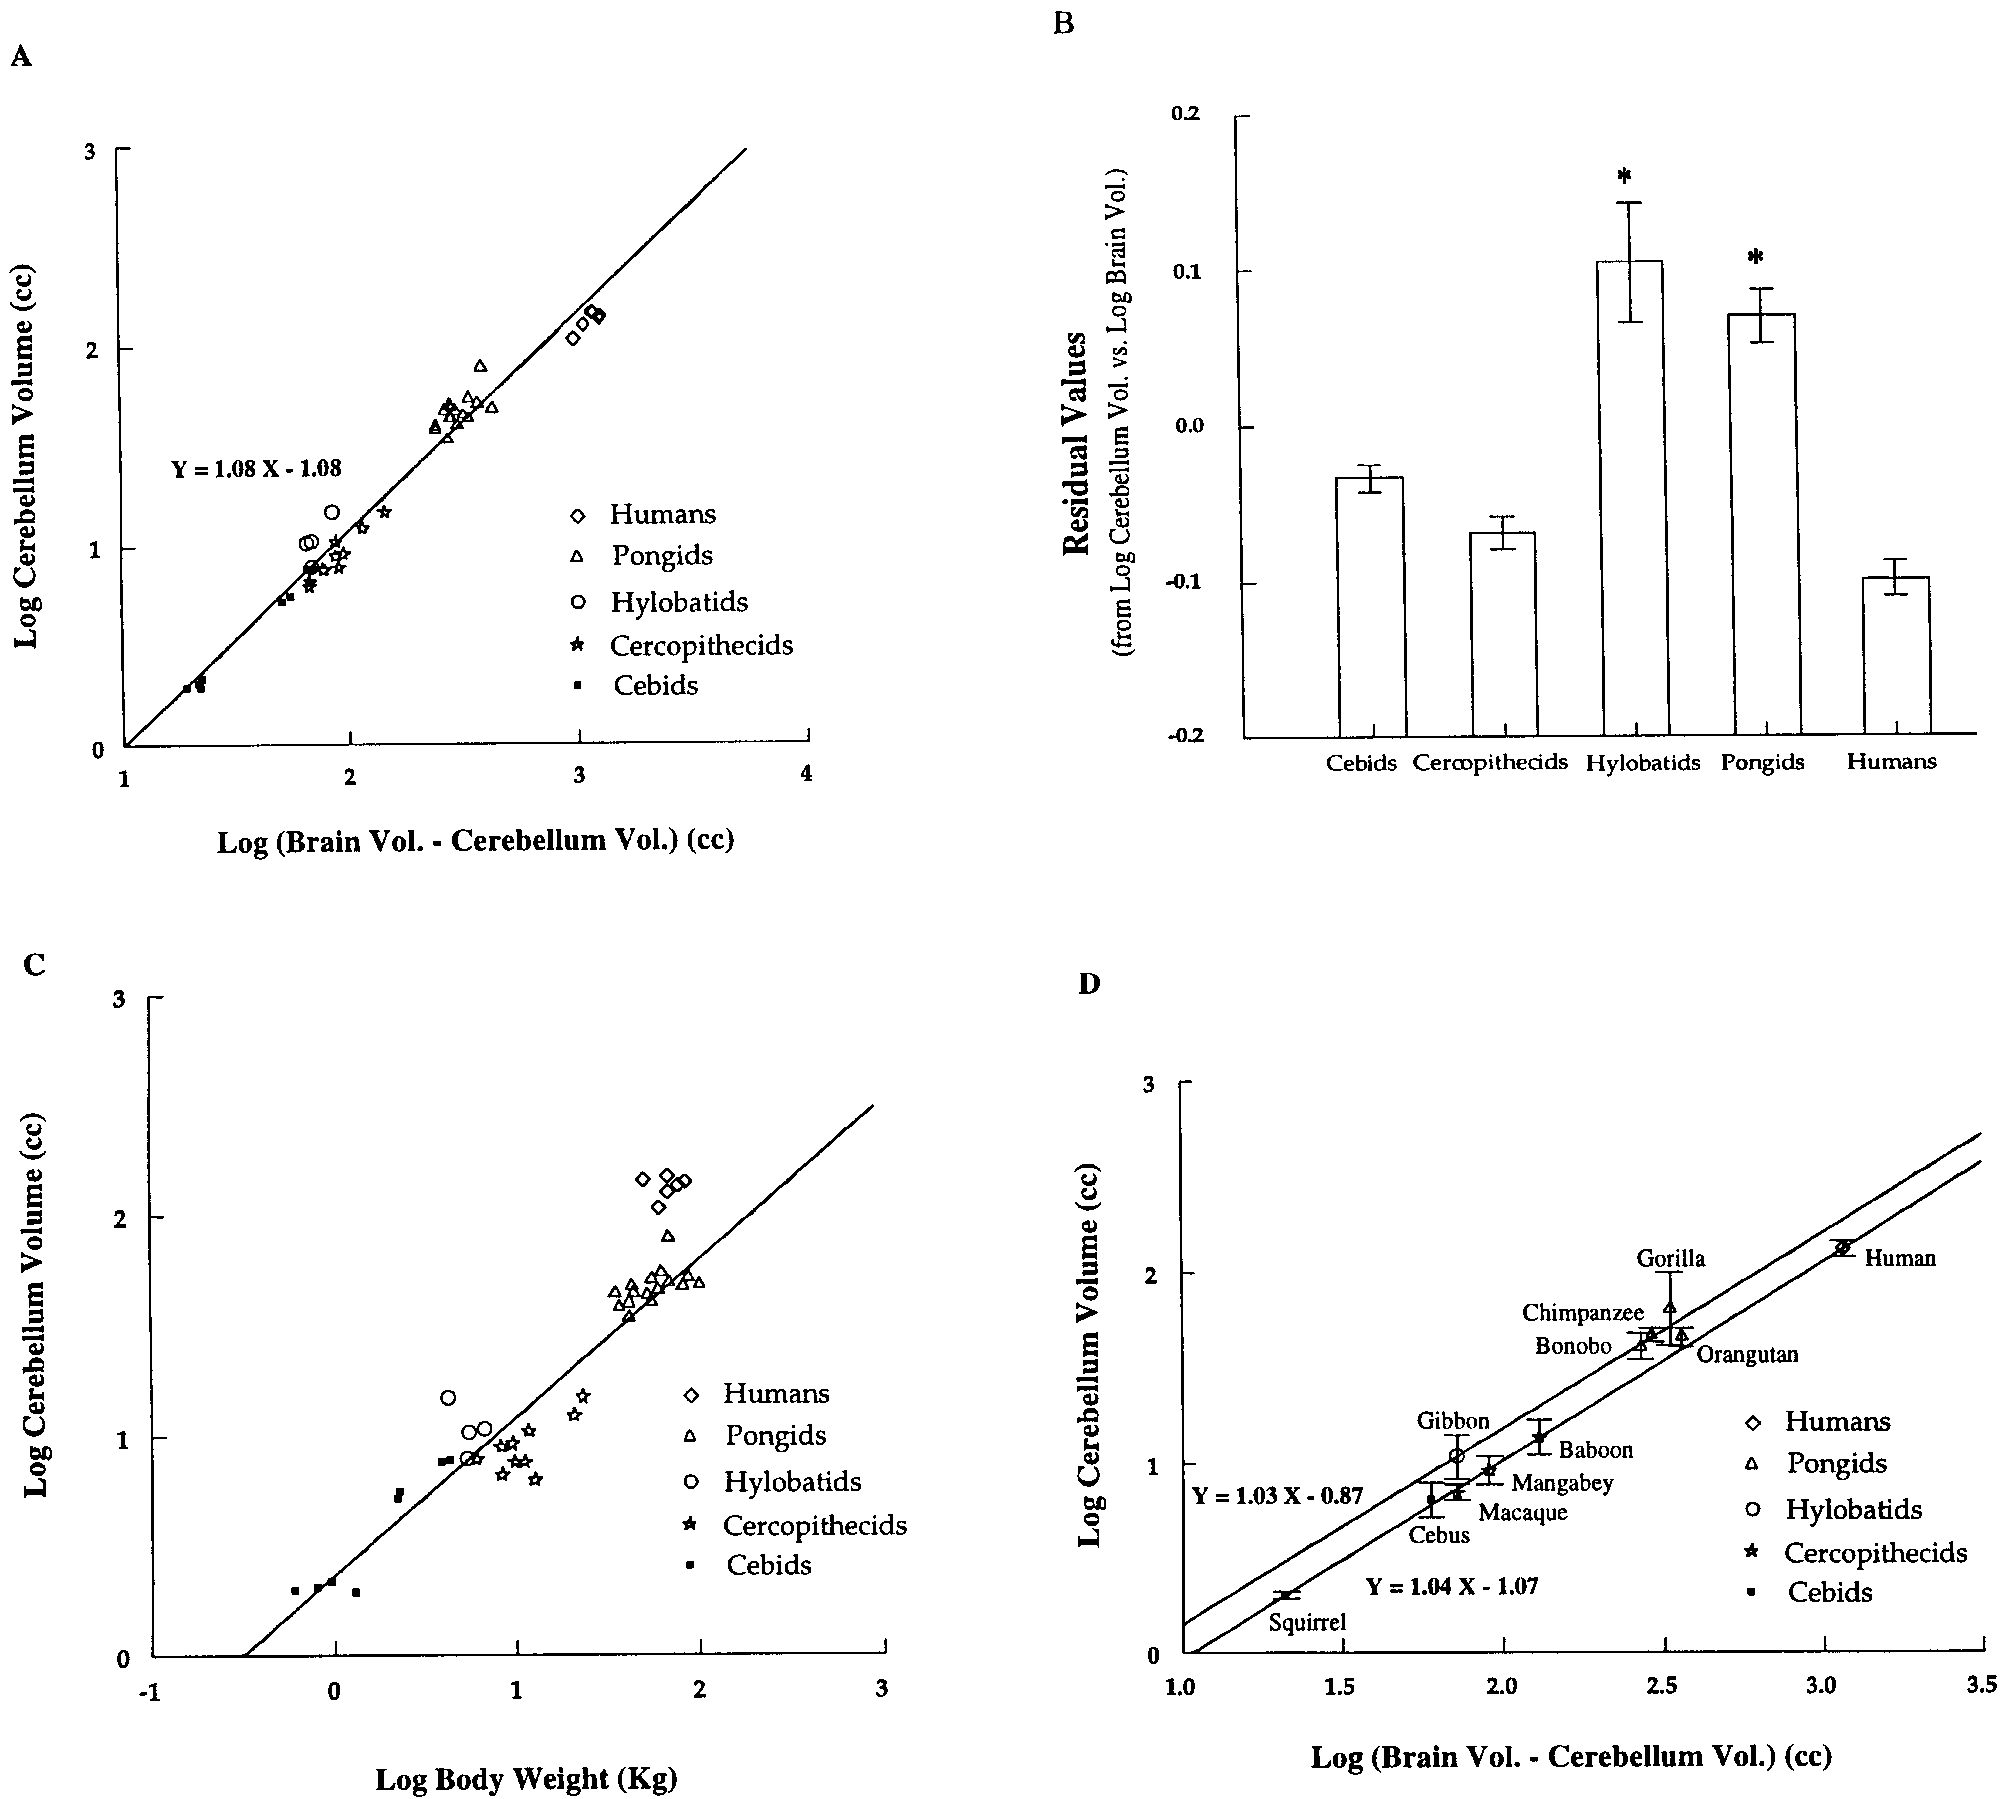 A
3
2
1
0
1
2
3
4
Log Cerebellum Volume (cc)
Y = 1.08 X - 1.08
Humans
Pongids
Hylobatids
Cercopithecids
Cebids
Log (Brain Vol. - Cerebellum Vol.) (cc)
B
0.2
0.1
0.0
-0.1
-0.2
Residual Values
(from Log Cerebellum Vol. vs. Log Brain Vol.)
*
*
Cebids
Cercopithecids
Hylobatids
Pongids
Humans
C
3
2
1
0
-1
0
1
2
3
Log Cerebellum Volume (cc)
Humans
Pongids
Hylobatids
Cercopithecids
Cebids
Log Body Weight (Kg)
D
3
2
1
0
1.0
1.5
2.0
2.5
3.0
3.5
Log Cerebellum Volume (cc)
Gorilla
Human
Chimpanzee
Bonobo
Orangutan
Gibbon
Baboon
Mangabey
Macaque
Cebus
Squirrel
Y = 1.03 X - 0.87
Y = 1.04 X - 1.07
Humans
Pongids
Hylobatids
Cercopithecids
Cebids
Log (Brain Vol. - Cerebellum Vol.) (cc)